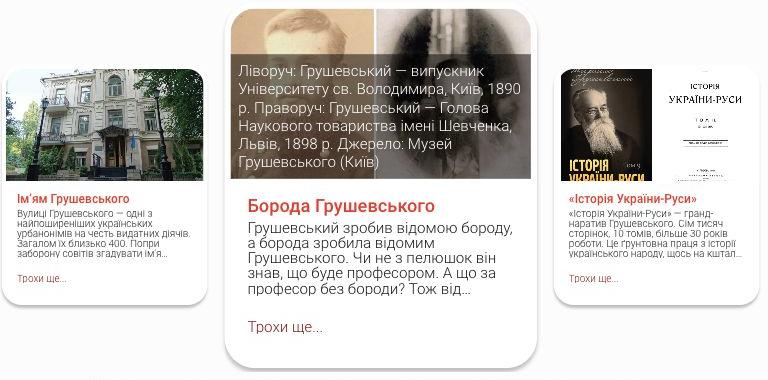 Ім'ям Грушевського
Вулиці Грушевського — одні з
найпоширеніших українських
урбанонімів на честь видатних діячів.
Загалом їх близько 400. Попри
заборону совітів згадувати ім'я...
Трохи ще...
Ліворуч: Грушевський — випускник
Університету св. Володимира, Київ, 1890
р. Праворуч: Грушевський — Голова
Наукового товариства імені Шевченка,
Львів, 1898 р. Джерело: Музей
Грушевського (Київ)
Борода Грушевського
Грушевський зробив відомою бороду,
а борода зробила відомим
Грушевського. Чи не з пелюшок він
знав, що буде професором. А що за
професор без бороди? Тож від...
Трохи ще...
ІСТОРІЯ
УКРАЇНИ-РУСИ
ІСТОРІЯ
УКРАЇНИ-РУСИ
«Історія України-Руси»
«Історія України-Руси» — гранд-
наратив Грушевського. Сім тисяч
сторінок, 10 томів, більше 30 років
роботи. Це ґрунтовна праця з історії
українського народу, щось на кштал...
Трохи ще...